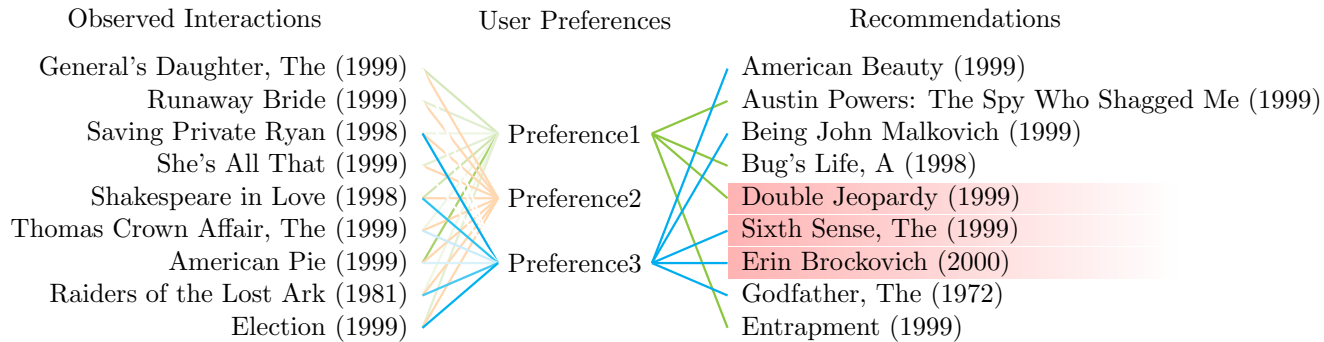 Observed Interactions
User Preferences
Recommendations
General's Daughter, The (1999)
Runaway Bride (1999)
Saving Private Ryan (1998)
She's All That (1999)
Shakespeare in Love (1998)
Thomas Crown Affair, The (1999)
American Pie (1999)
Raiders of the Lost Ark (1981)
Election (1999)
Preference1
Preference2
Preference3
American Beauty (1999)
Austin Powers: The Spy Who Shagged Me (1999)
Being John Malkovich (1999)
Bug's Life, A (1998)
Double Jeopardy (1999)
Sixth Sense, The (1999)
Erin Brockovich (2000)
Godfather, The (1972)
Entrapment (1999)